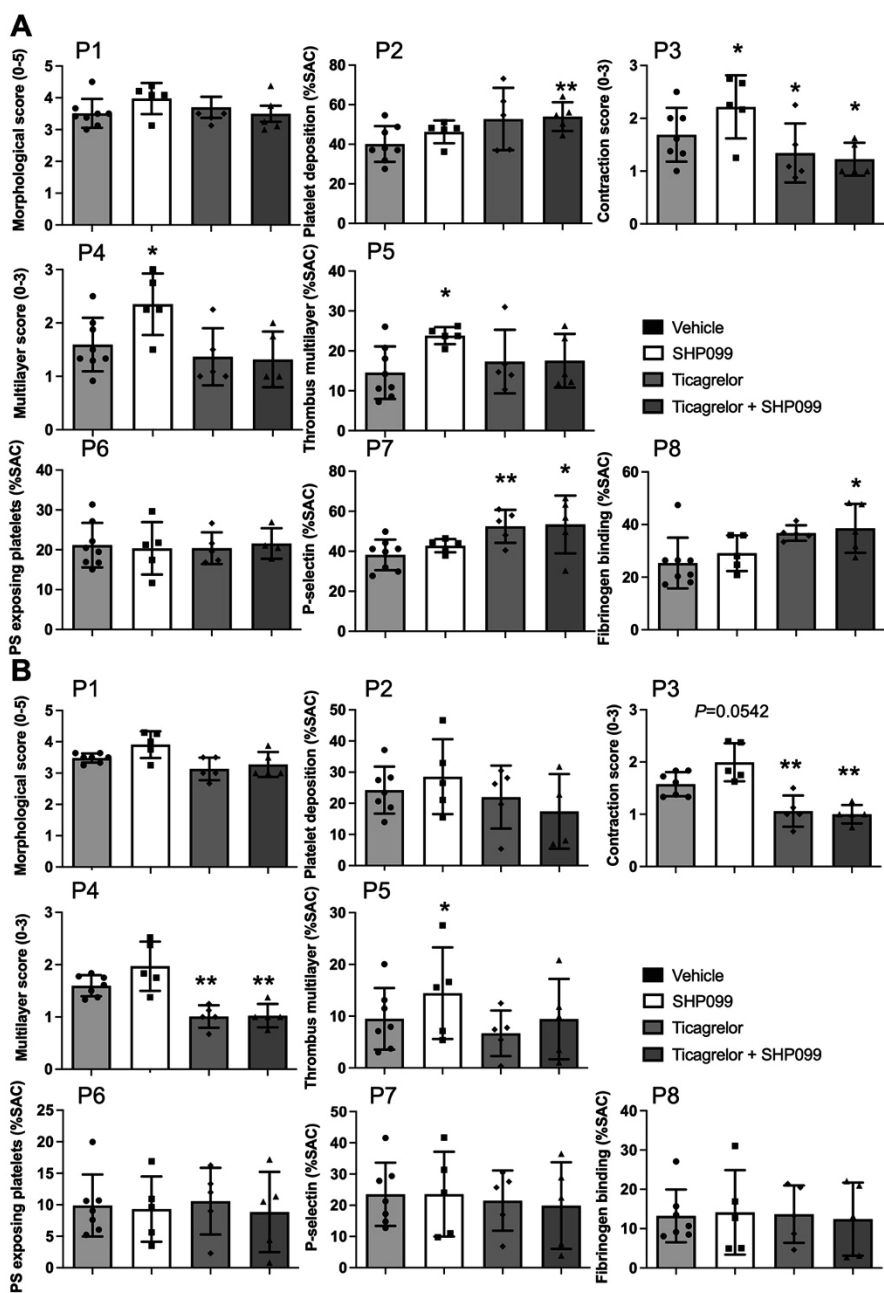 A
P1
Morphological score (0-5)
5
4
3
2
1
0
P2
Platelet deposition (%SAC)
80
60
40
20
0
**
P3
Contraction score (0-3)
3
2
1
0
*
*
*
P4
Multilayer score (0-3)
3
2
1
0
*
P5
Thrombus multilayer (%SAC)
40
30
20
10
0
*
Vehicle
SHP099
Ticagrelor
Ticagrelor + SHP099
P6
PS exposing platelets (%SAC)
40
30
20
10
0
P7
P-selectin (%SAC)
80
60
40
20
0
**
*
P8
Fibrinogen binding (%SAC)
60
40
20
0
*
B
P1
Morphological score (0-5)
5
4
3
2
1
0
P2
Platelet deposition (%SAC)
50
40
30
20
10
0
P3
Contraction score (0-3)
3
2
1
0
P=0.0542
**
**
P4
Multilayer score (0-3)
3
2
1
0
**
**
P5
Thrombus multilayer (%SAC)
30
20
10
0
*
Vehicle
SHP099
Ticagrelor
Ticagrelor + SHP099
P6
PS exposing platelets (%SAC)
25
20
15
10
5
0
P7
P-selectin (%SAC)
50
40
30
20
10
0
P8
Fibrinogen binding (%SAC)
40
30
20
10
0